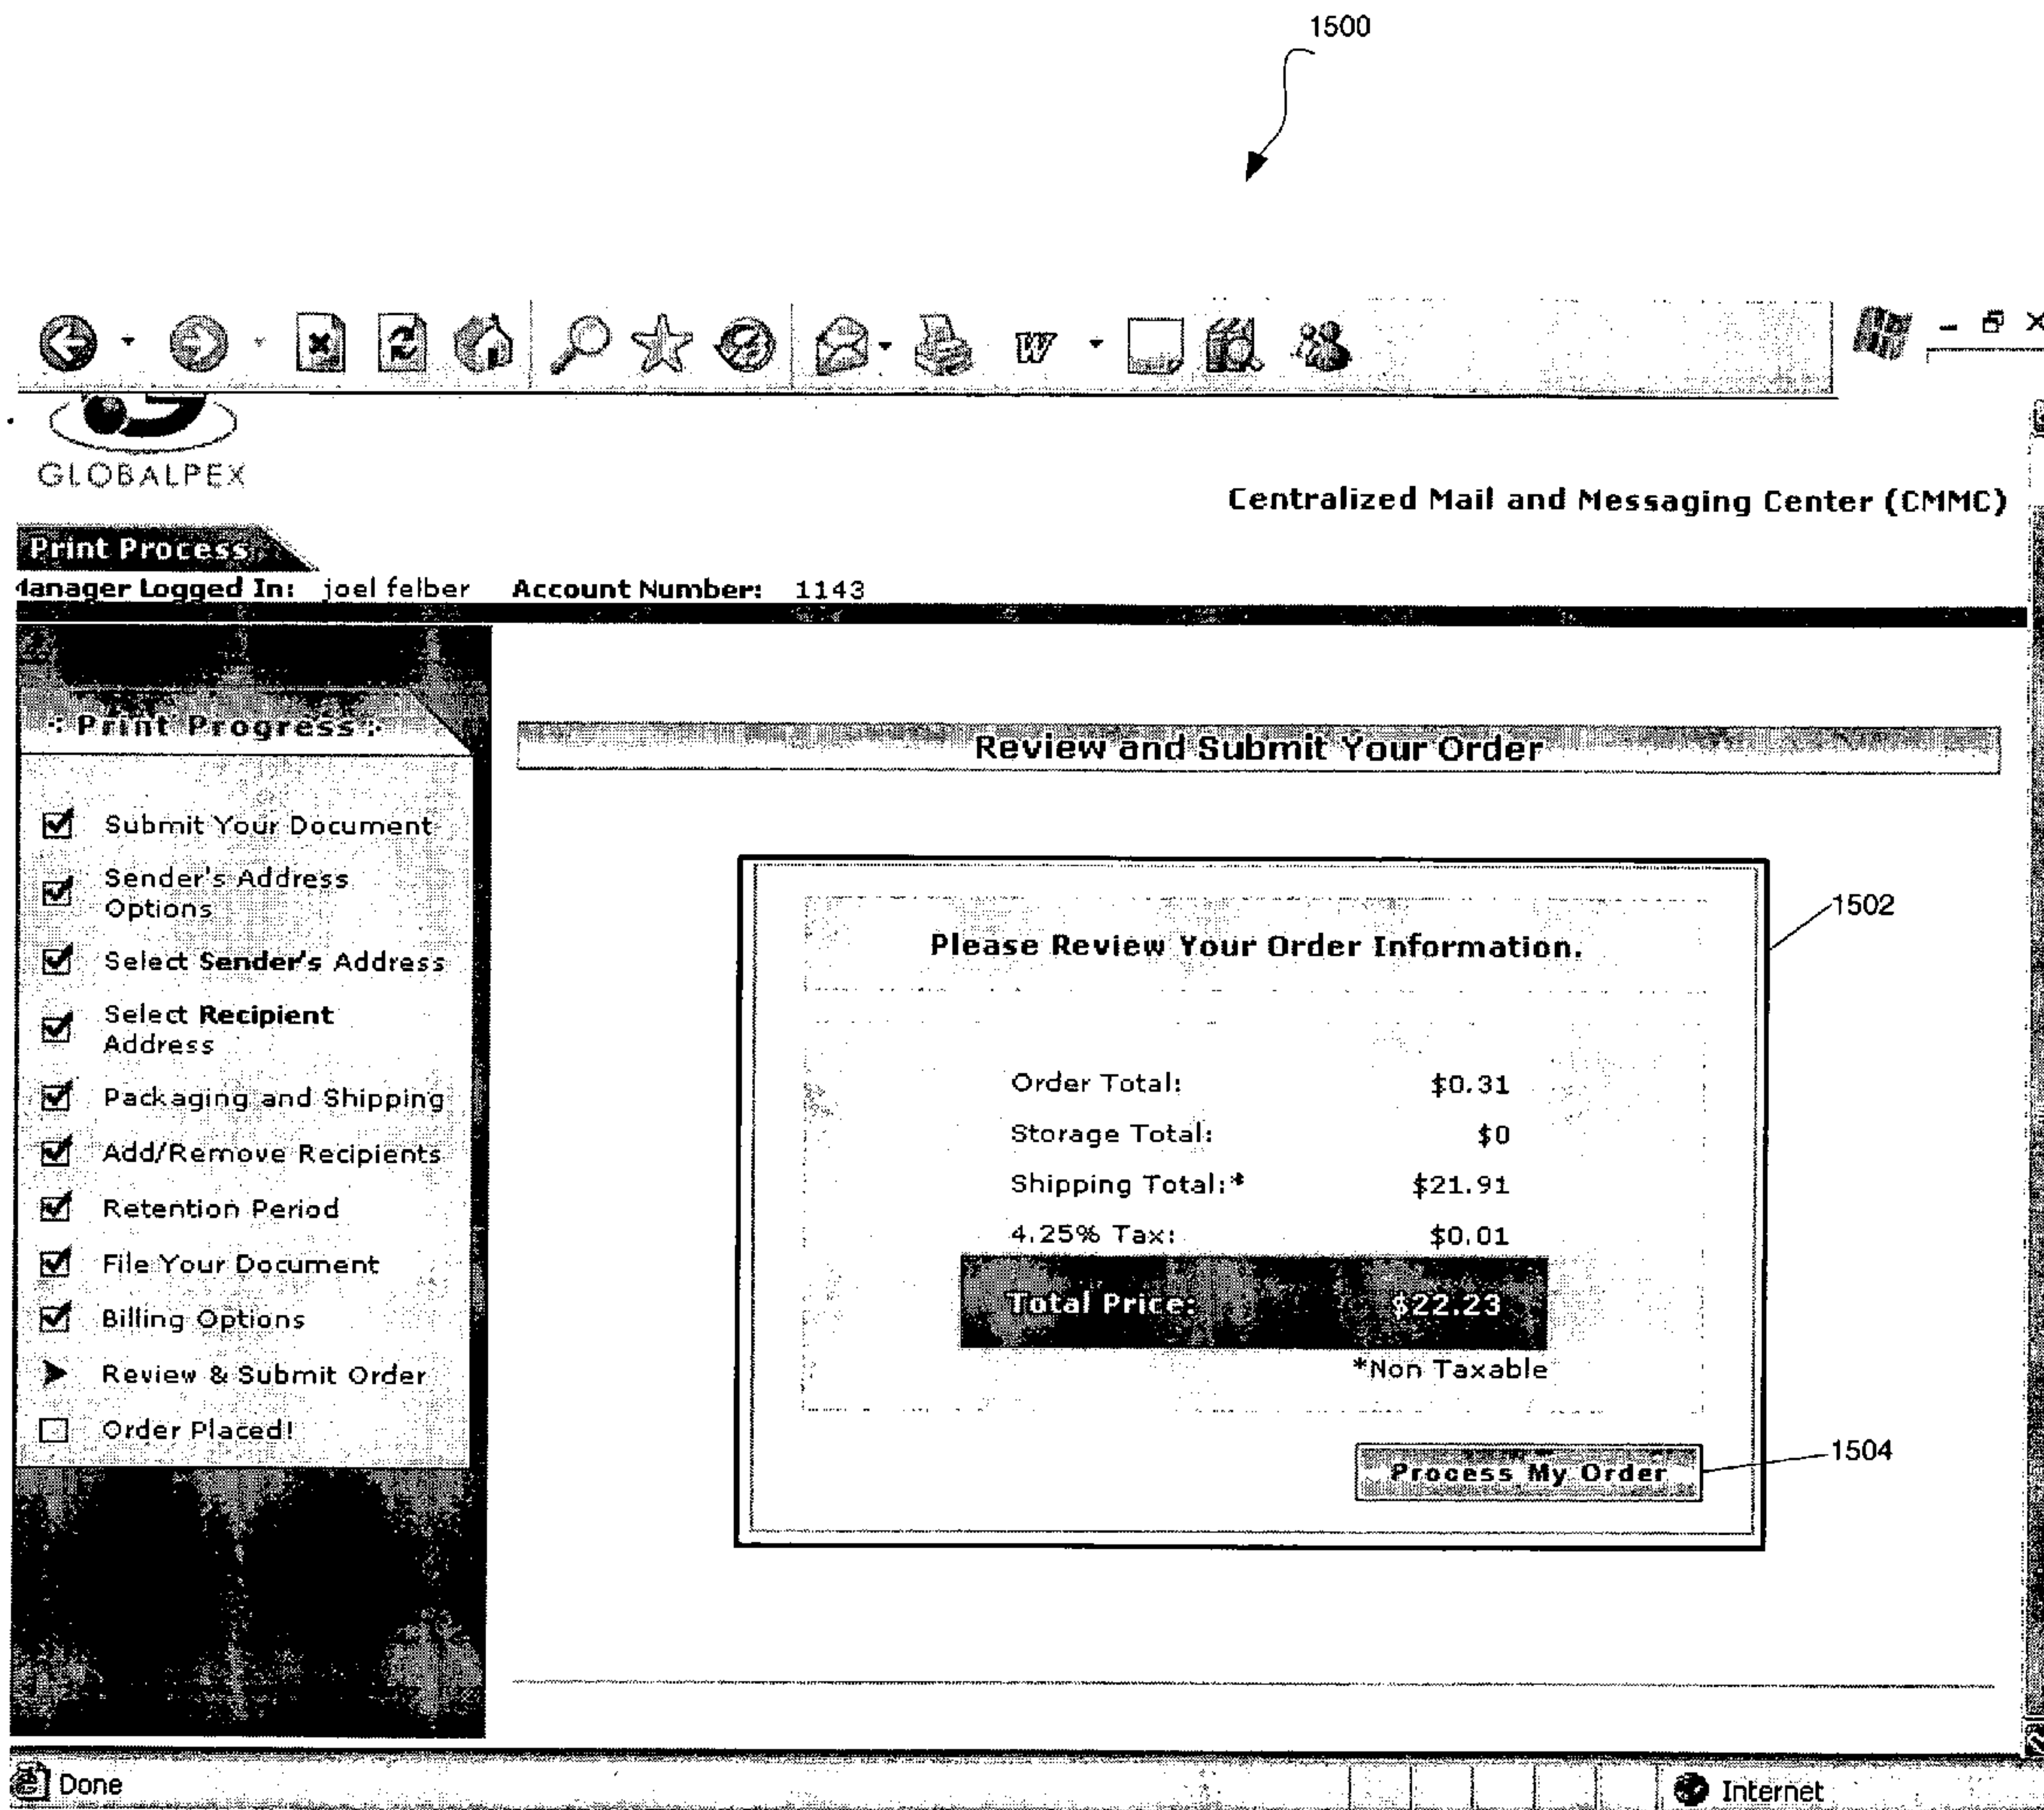 1500
GLOBALPEX
Centralized Mail and Messaging Center (CMMC)
Print Process
Manager Logged In: joel felber Account Number: 1143
Print Progress
Review and Submit Your Order
Submit Your Document
Sender's Address
Options
Select Sender's Address
Select Recipient
Address
Packaging and Shipping
Add/Remove Recipients
Retention Period
File Your Document
Billing Options
Review & Submit Order
Order Placed!
1502
Please Review Your Order Information.
Order Total: $0.31
Storage Total: $0
Shipping Total:* $21.91
4.25% Tax: $0.01
Total Price: $22.23
*Non Taxable
Process My Order
1504
Done
Internet